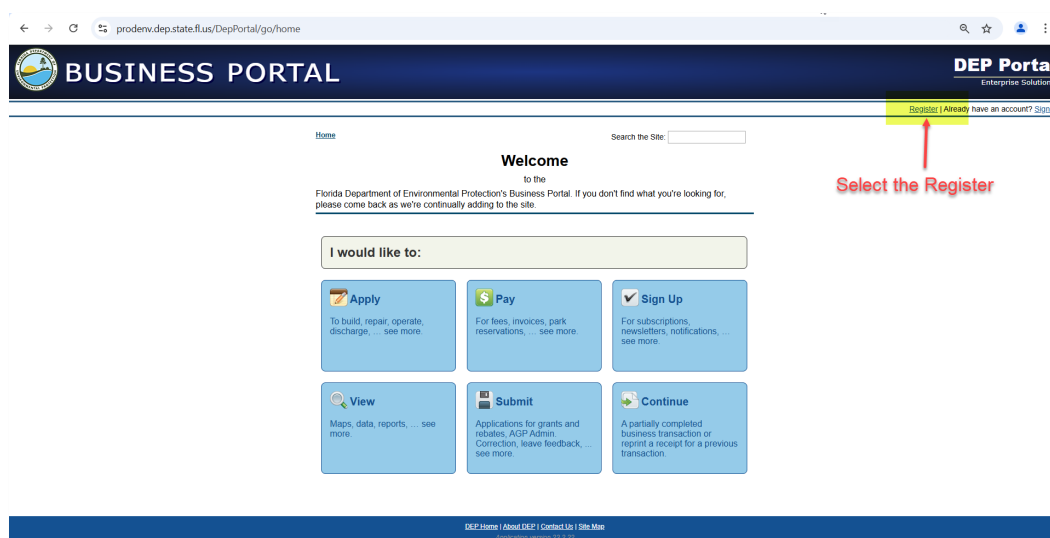 prodenv.dep.state.fl.us/DepPortal/go/home
BUSINESS PORTAL
DEP Porta
Enterprise Solution
Register | Already have an account? Sign
Home
Search the Site:
Select the Register
Welcome
to the
Florida Department of Environmental Protection's Business Portal. If you don't find what you're looking for,
please come back as we're continually adding to the site.
I would like to:
Apply
To build, repair, operate,
discharge, ... see more.
Pay
For fees, invoices, park
reservations, ... see more.
Sign Up
For subscriptions,
newsletters, notifications, ...
see more.
View
Maps, data, reports, ... see
more.
Submit
Applications for grants and
rebates, AGP Admin.
Correction, leave feedback, ...
see more.
Continue
A partially completed
business transaction or
reprint a receipt for a previous
transaction.
DEP Home | About DEP | Contact Us | Site Map